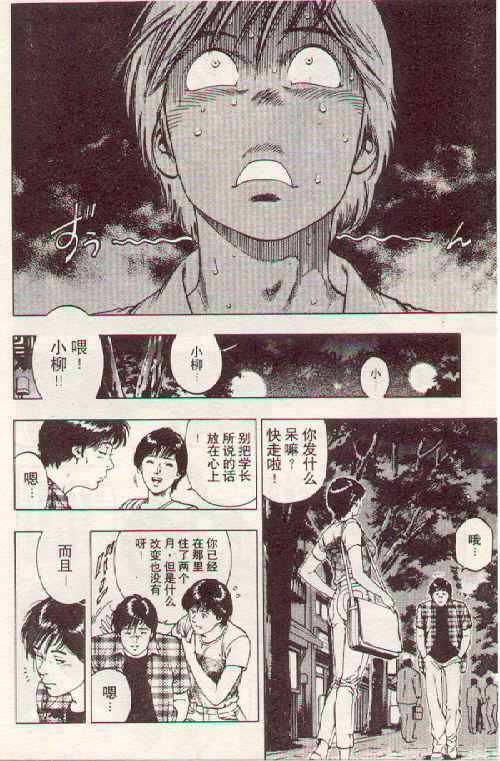 ずぅ〜〜〜ん
小…
小柳…
喂！
小柳!!
你发什么
呆嘛？
快走啦！
哦…
别把学长
所说的话
放在心上
！
嗯…
你已经
在那里
住了两个
月，但是什么
改变也没有
呀
嗯…
而且—